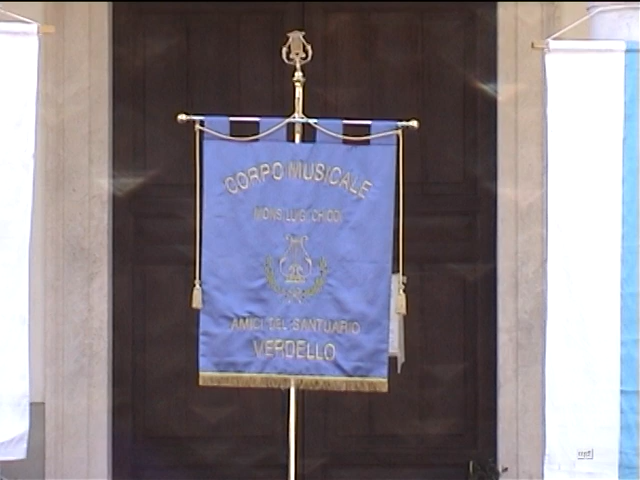 CORPO MUSICALE
MONS. LUIGI CHIODI
AMICI DEL SANTUARIO
VERDELLO